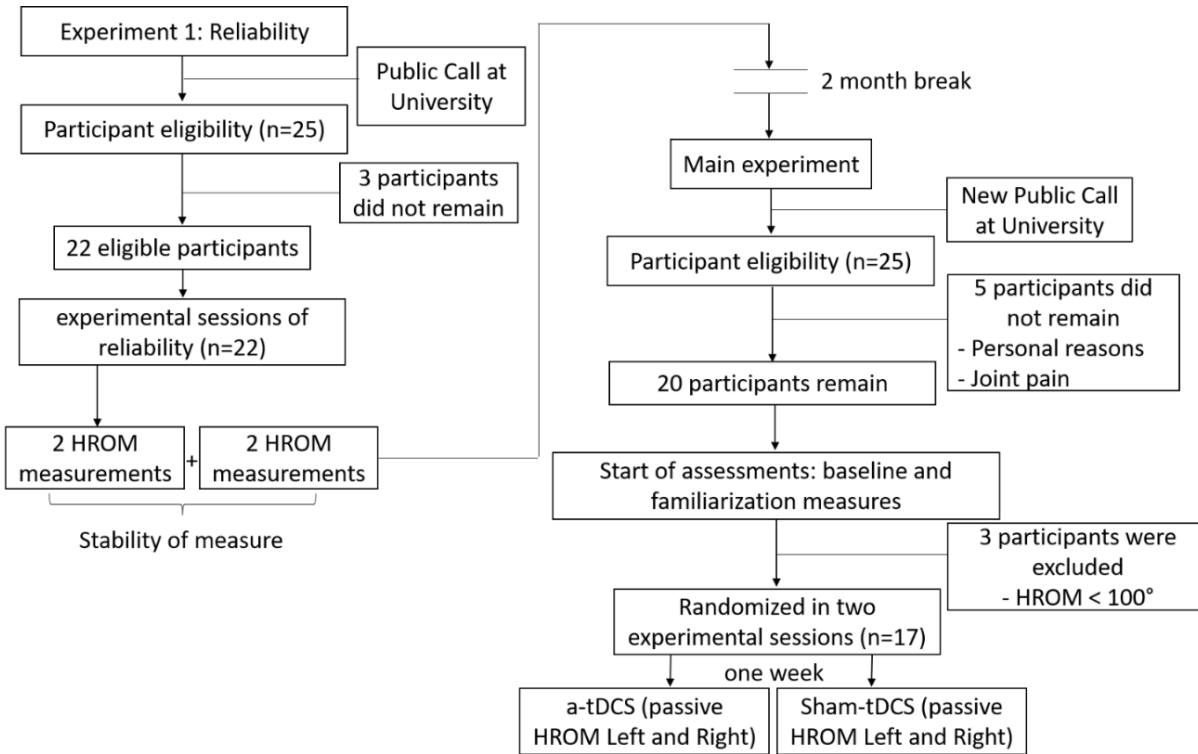 Experiment 1: Reliability
Public Call at
University
Participant eligibility (n=25)
3 participants
did not remain
22 eligible participants
experimental sessions of
reliability (n=22)
2 HROM
measurements
+
2 HROM
measurements
Stability of measure
2 month break
Main experiment
New Public Call
at University
Participant eligibility (n=25)
5 participants did
not remain
- Personal reasons
- Joint pain
20 participants remain
Start of assessments: baseline and
familiarization measures
3 participants were
excluded
- HROM < 100°
Randomized in two
experimental sessions (n=17)
one week
a-tDCS (passive
HROM Left and Right)
Sham-tDCS (passive
HROM Left and Right)